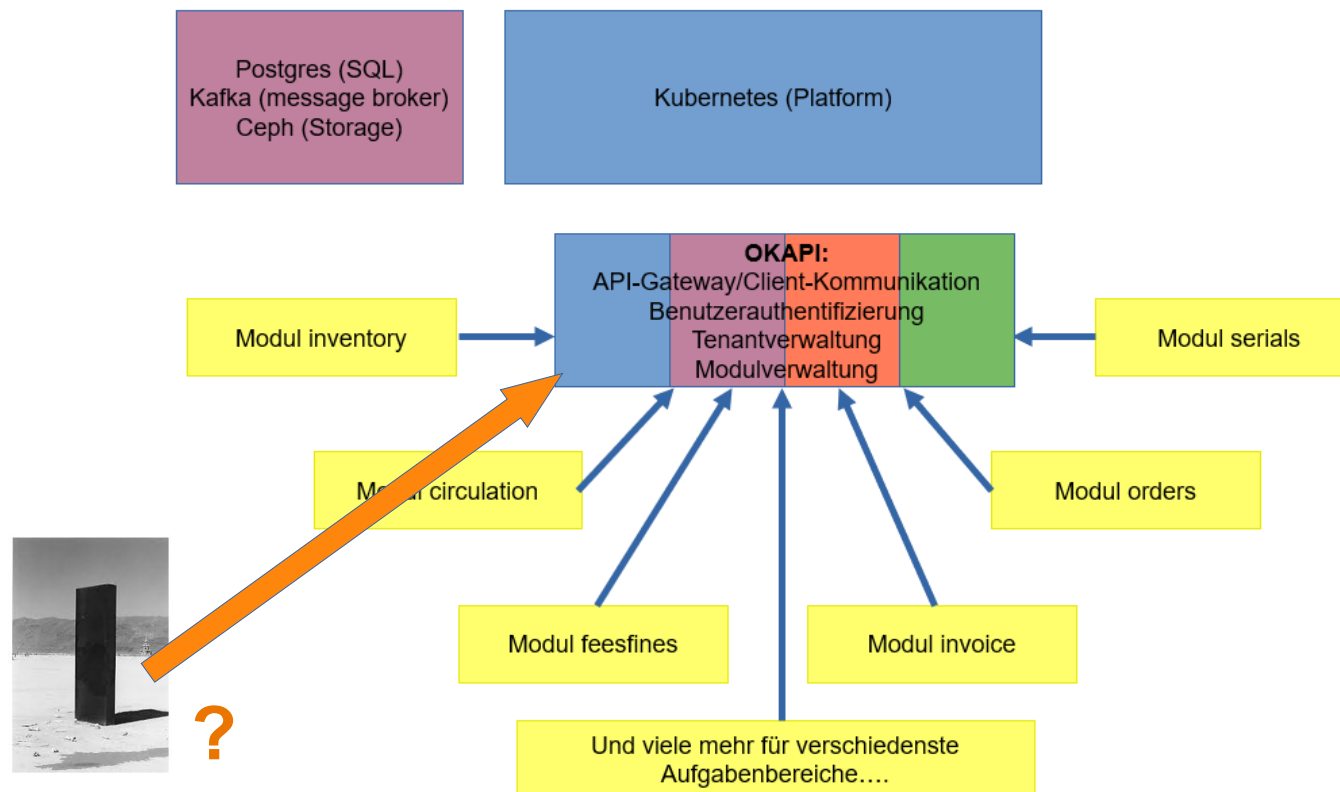 Postgres (SQL)
Kafka (message broker)
Ceph (Storage)
Kubernetes (Platform)
OKAPI:
API-Gateway/Client-Kommunikation
Benutzerauthentifizierung
Tenantverwaltung
Modulverwaltung
Modul inventory
Modul serials
Modul circulation
Modul orders
Modul feesfines
Modul invoice
?
Und viele mehr für verschiedenste
Aufgabenbereiche....